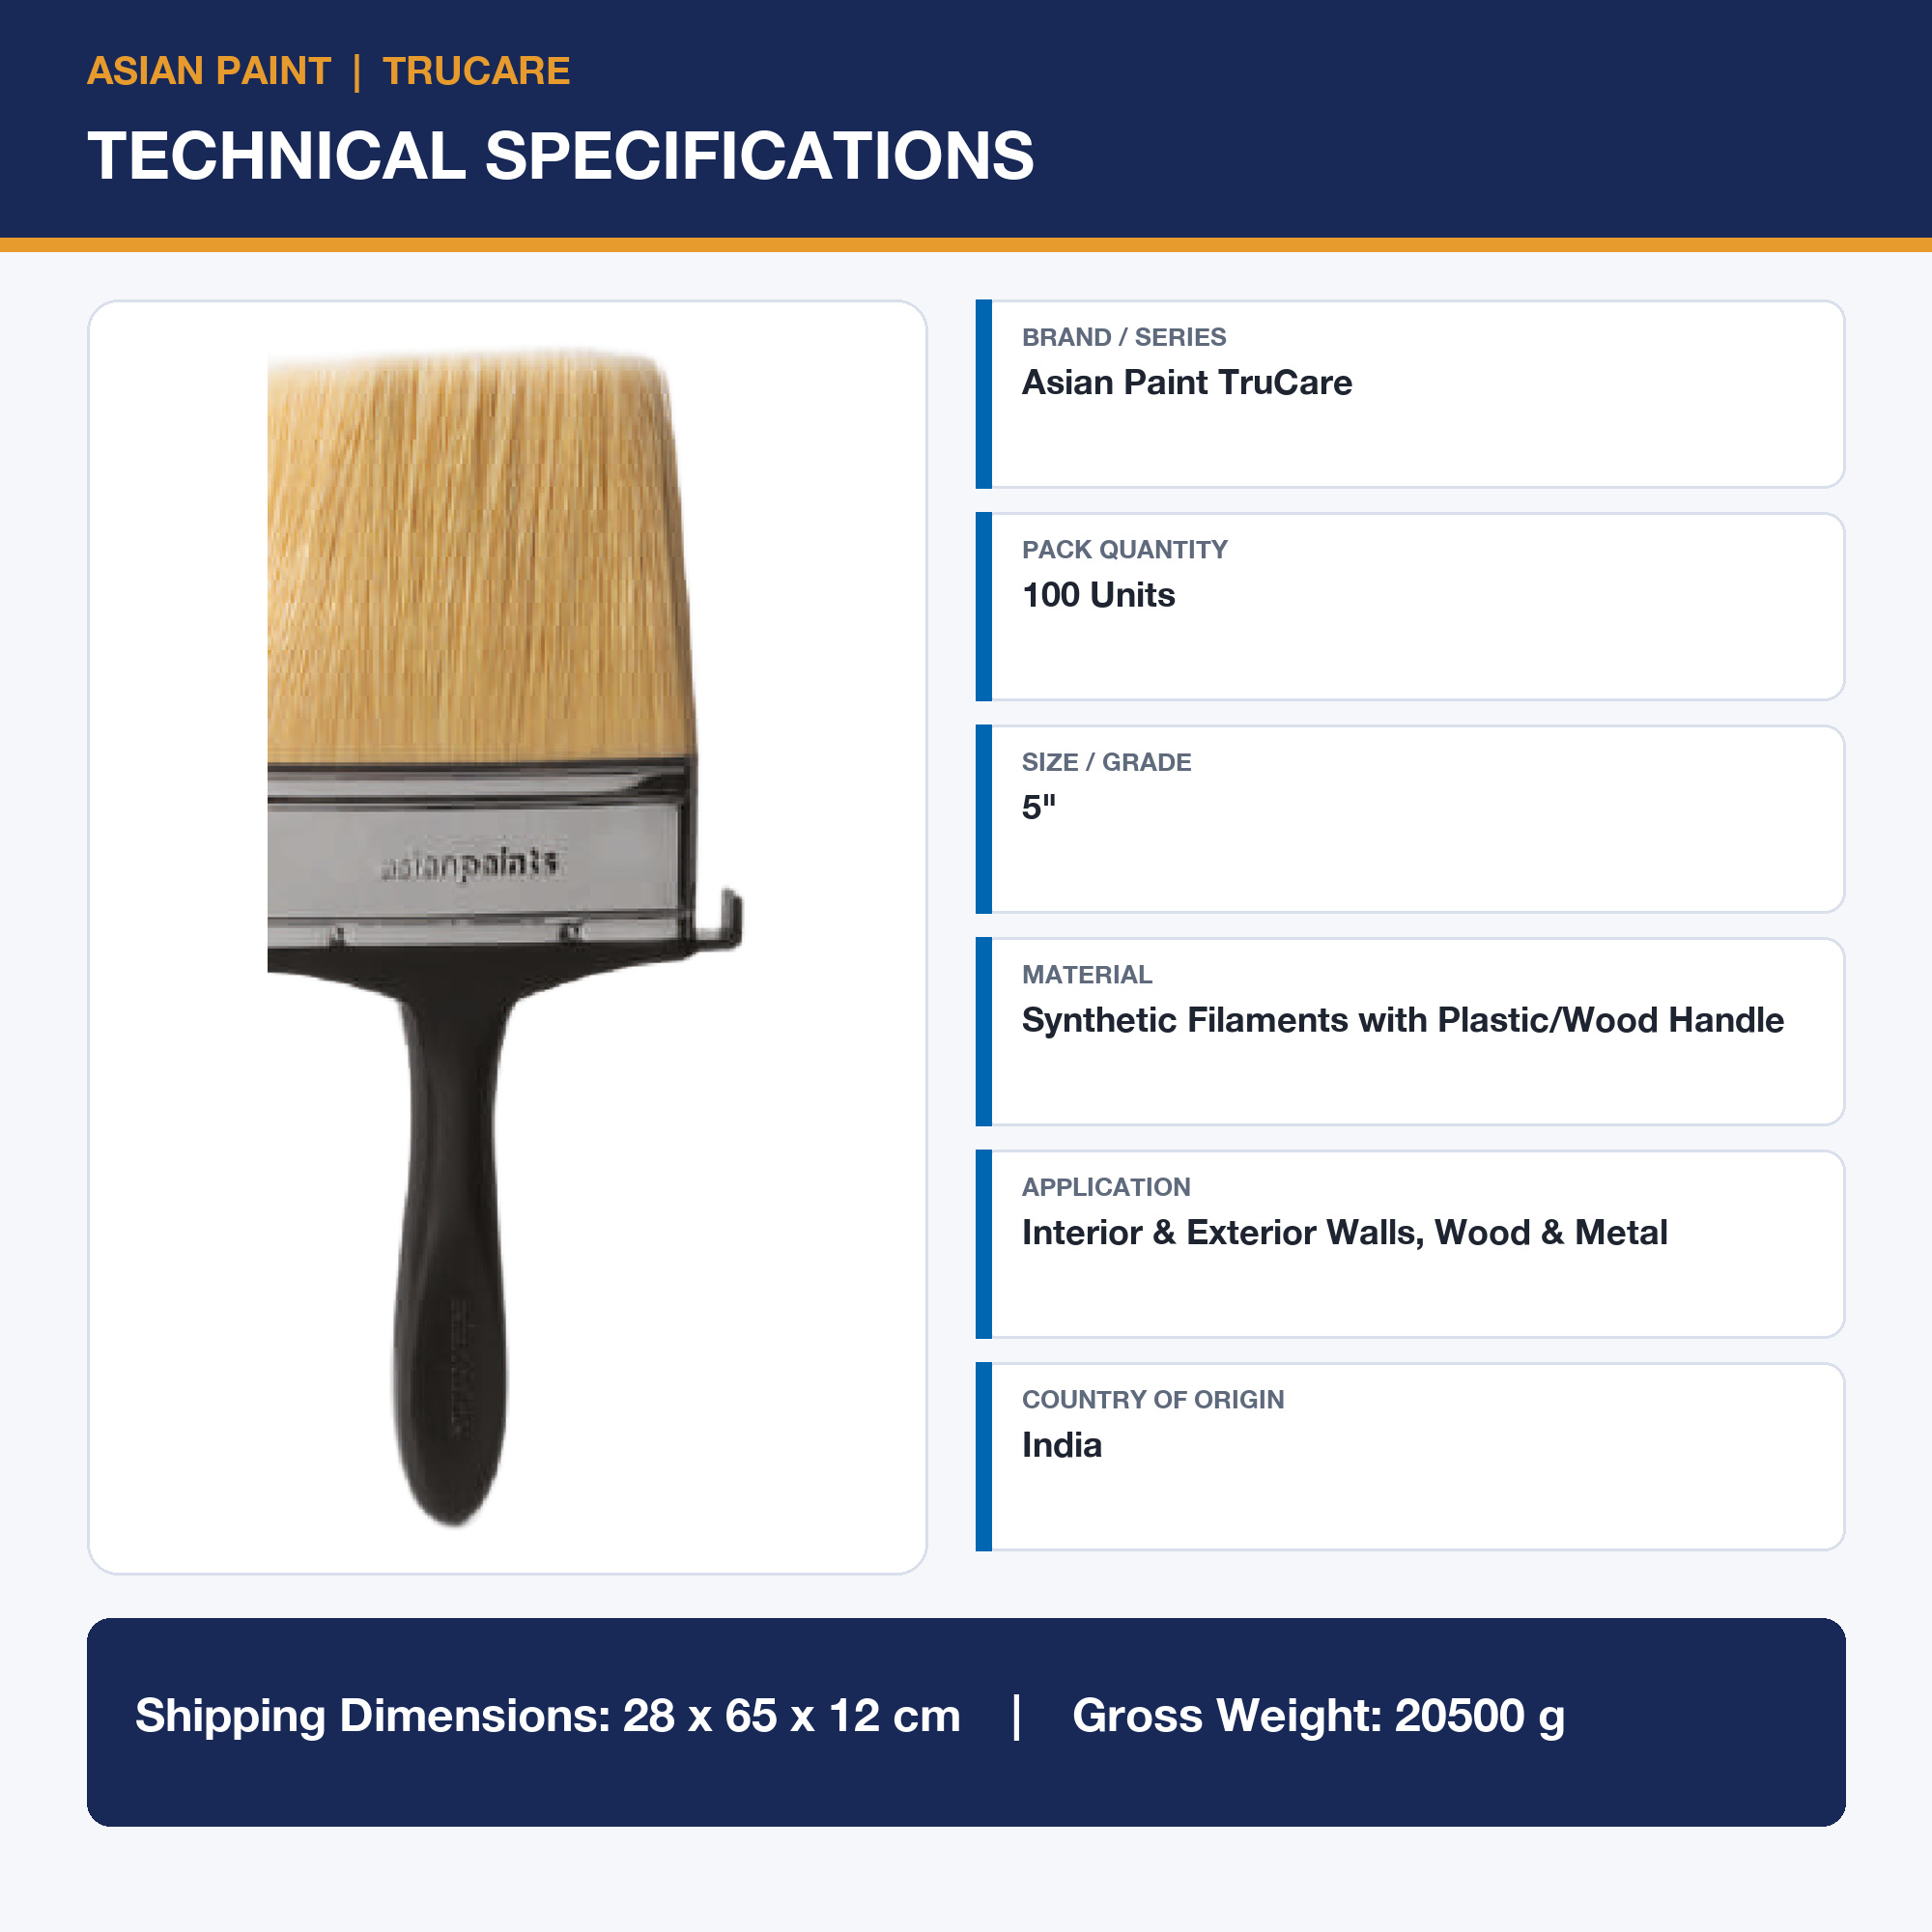 ASIAN PAINT | TRUCARE
TECHNICAL SPECIFICATIONS
asianpaints
BRAND / SERIES
Asian Paint TruCare
PACK QUANTITY
100 Units
SIZE / GRADE
5"
MATERIAL
Synthetic Filaments with Plastic/Wood Handle
APPLICATION
Interior & Exterior Walls, Wood & Metal
COUNTRY OF ORIGIN
India
Shipping Dimensions: 28 x 65 x 12 cm | Gross Weight: 20500 g